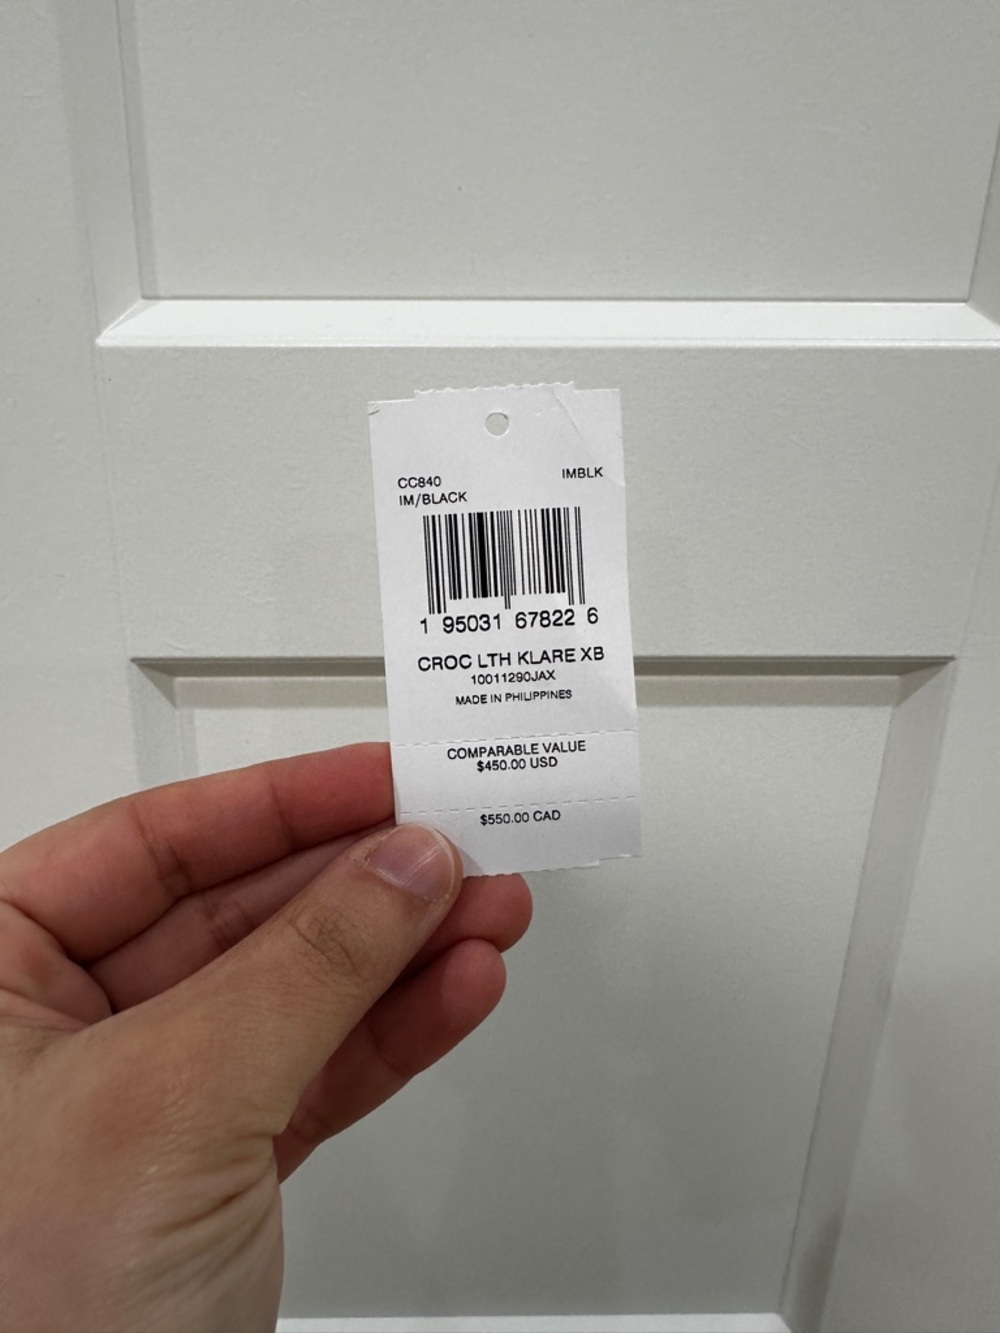 CC840 IMBLK
IM/BLACK
1 95031 67822 6
CROC LTH KLARE XB
10011290JAX
MADE IN PHILIPPINES
COMPARABLE VALUE
$450.00 USD
$550.00 CAD